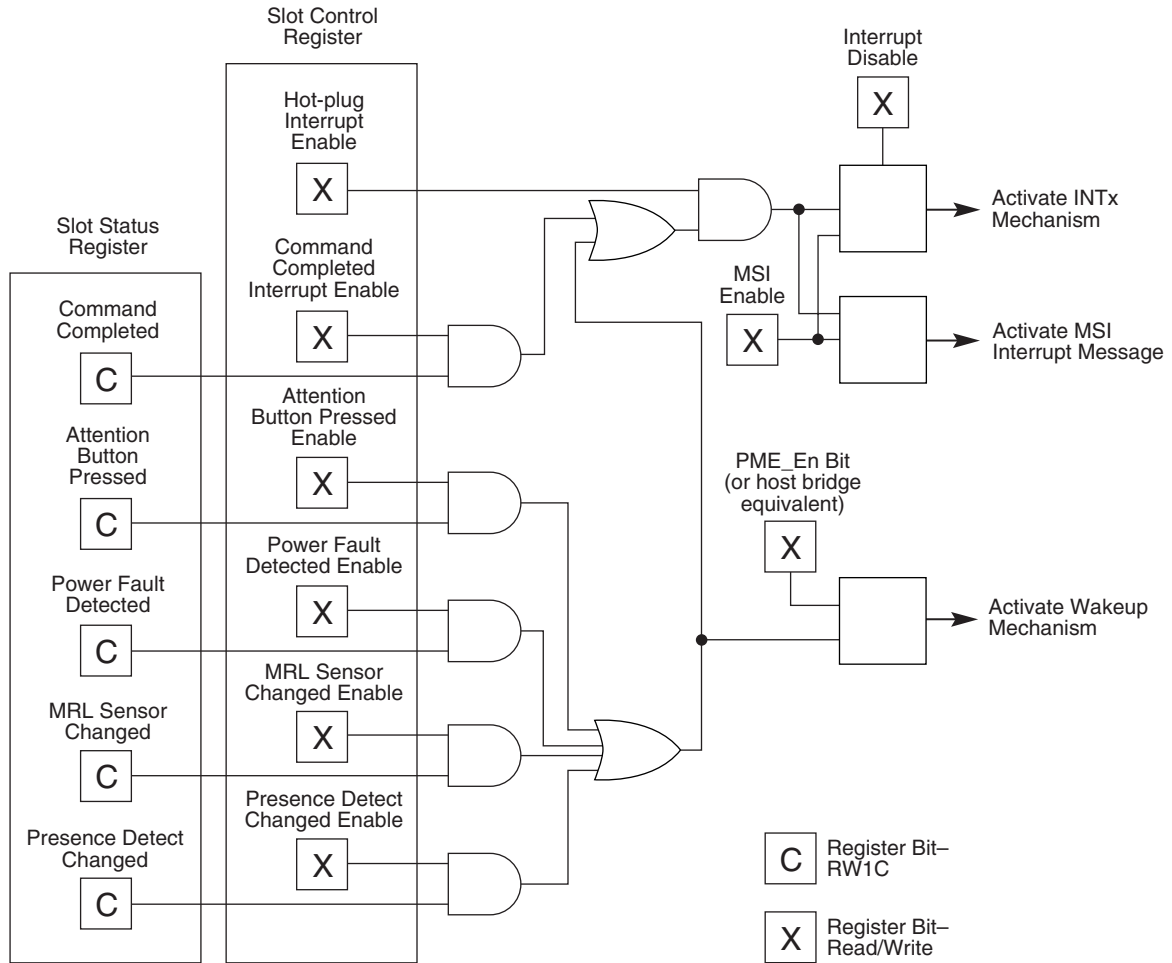 Slot Control
Register
Interrupt
Disable
X
Hot-plug
Interrupt
Enable
X
Activate INTx
Mechanism
Slot Status
Register
Command
Completed
Interrupt Enable
X
MSI
Enable
X
Activate MSI
Interrupt Message
Command
Completed
C
Attention
Button Pressed
Enable
X
Attention
Button
Pressed
C
PME_En Bit
(or host bridge
equivalent)
X
Power Fault
Detected Enable
X
Power Fault
Detected
C
Activate Wakeup
Mechanism
MRL Sensor
Changed Enable
X
MRL Sensor
Changed
C
Presence Detect
Changed Enable
X
Presence Detect
Changed
C
C
Register Bit–
RW1C
X
Register Bit–
Read/Write